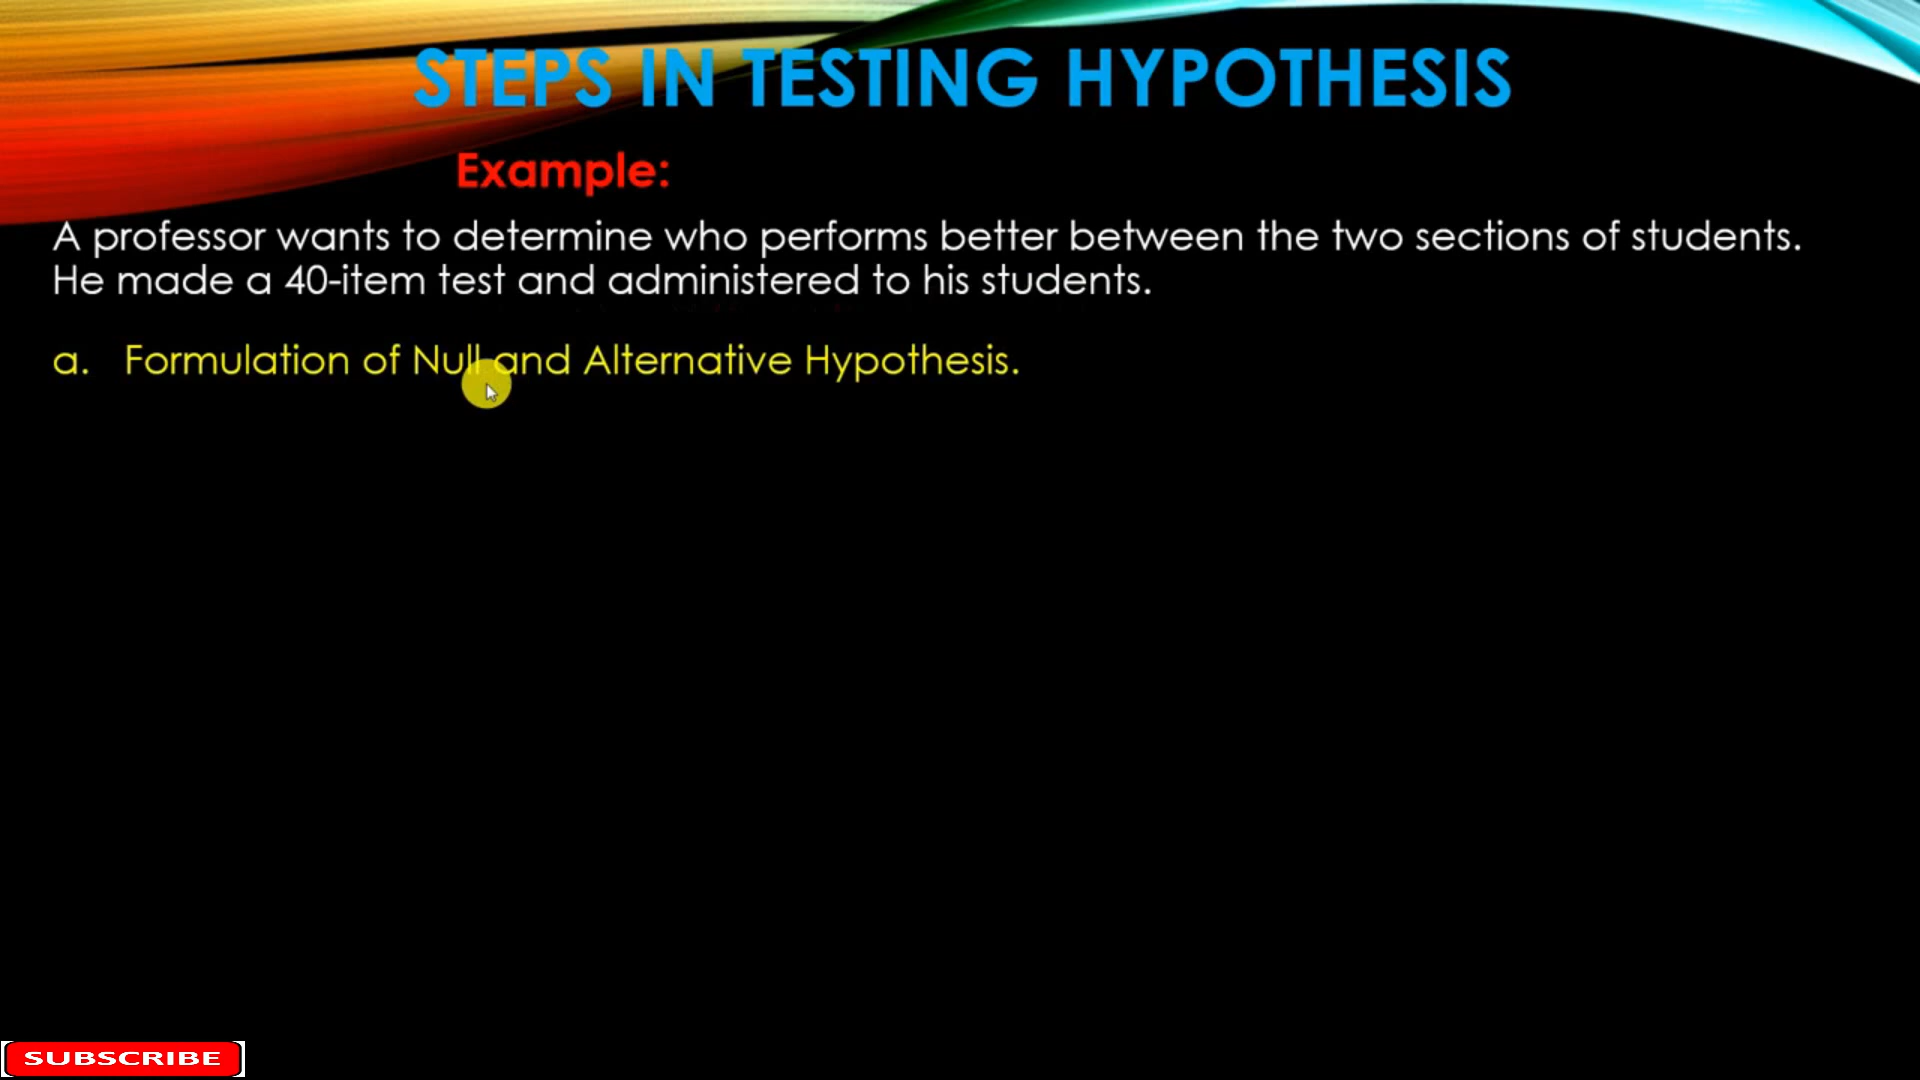 STEPS IN TESTING HYPOTHESIS
Example:
A professor wants to determine who performs better between the two sections of students.
He made a 40-item test and administered to his students.
a. Formulation of Null and Alternative Hypothesis.
SUBSCRIBE